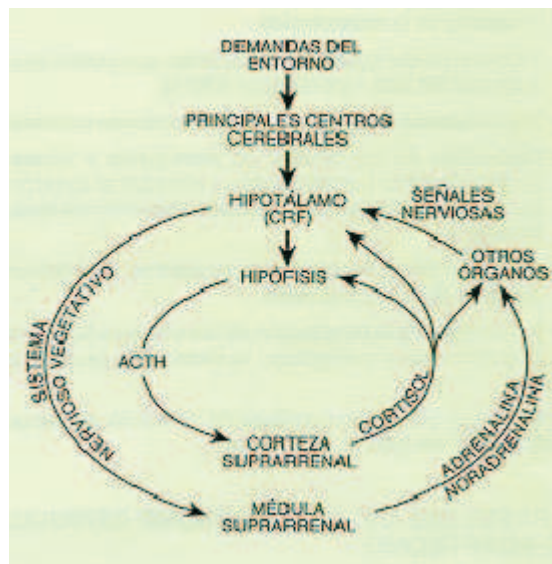 DEMANDAS DEL
ENTORNO
PRINCIPALES CENTROS
CEREBRALES
HIPOTÁLAMO
(CRF)
SEÑALES
NERVIOSAS
HIPÓFISIS
OTROS
ÓRGANOS
SISTEMA
NERVIOSO VEGETATIVO
ACTH
CORTISOL
CORTEZA
SUPRARRENAL
ADRENALINA
NORADRENALINA
MÉDULA
SUPRARRENAL